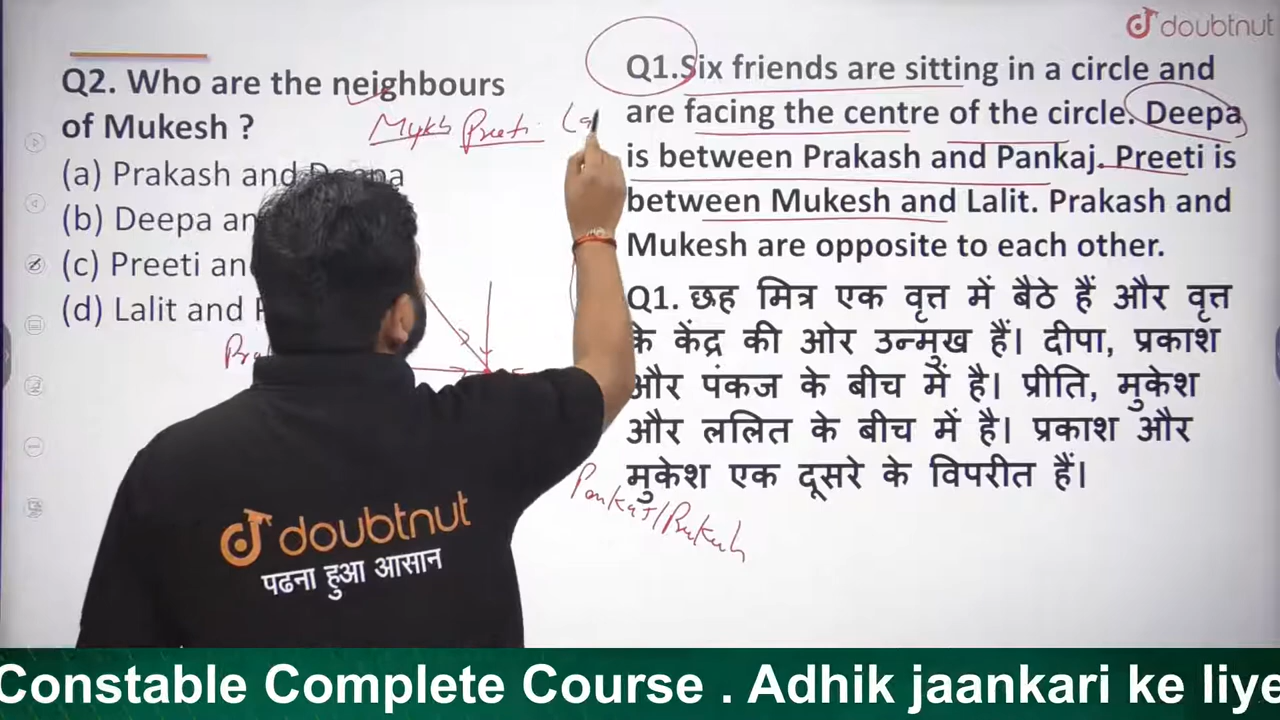 doubtnut
Q2. Who are the neighbours
of Mukesh ?
(a) Prakash and Deepa
(b) Deepa an
(c) Preeti an
(d) Lalit and
Preeti
Q1.Six friends are sitting in a circle and
are facing the centre of the circle. Deepa
is between Prakash and Pankaj. Preeti is
between Mukesh and Lalit. Prakash and
Mukesh are opposite to each other.
Q1. छह मित्र एक वृत्त में बैठे हैं और वृत्त
के केंद्र की ओर उन्मुख हैं। दीपा, प्रकाश
और पंकज के बीच में है। प्रीति, मुकेश
और ललित के बीच में है। प्रकाश और
मुकेश एक दूसरे के विपरीत हैं।
Pankaj/
doubtnut
पढना हुआ आसान
Constable Complete Course . Adhik jaankari ke liye